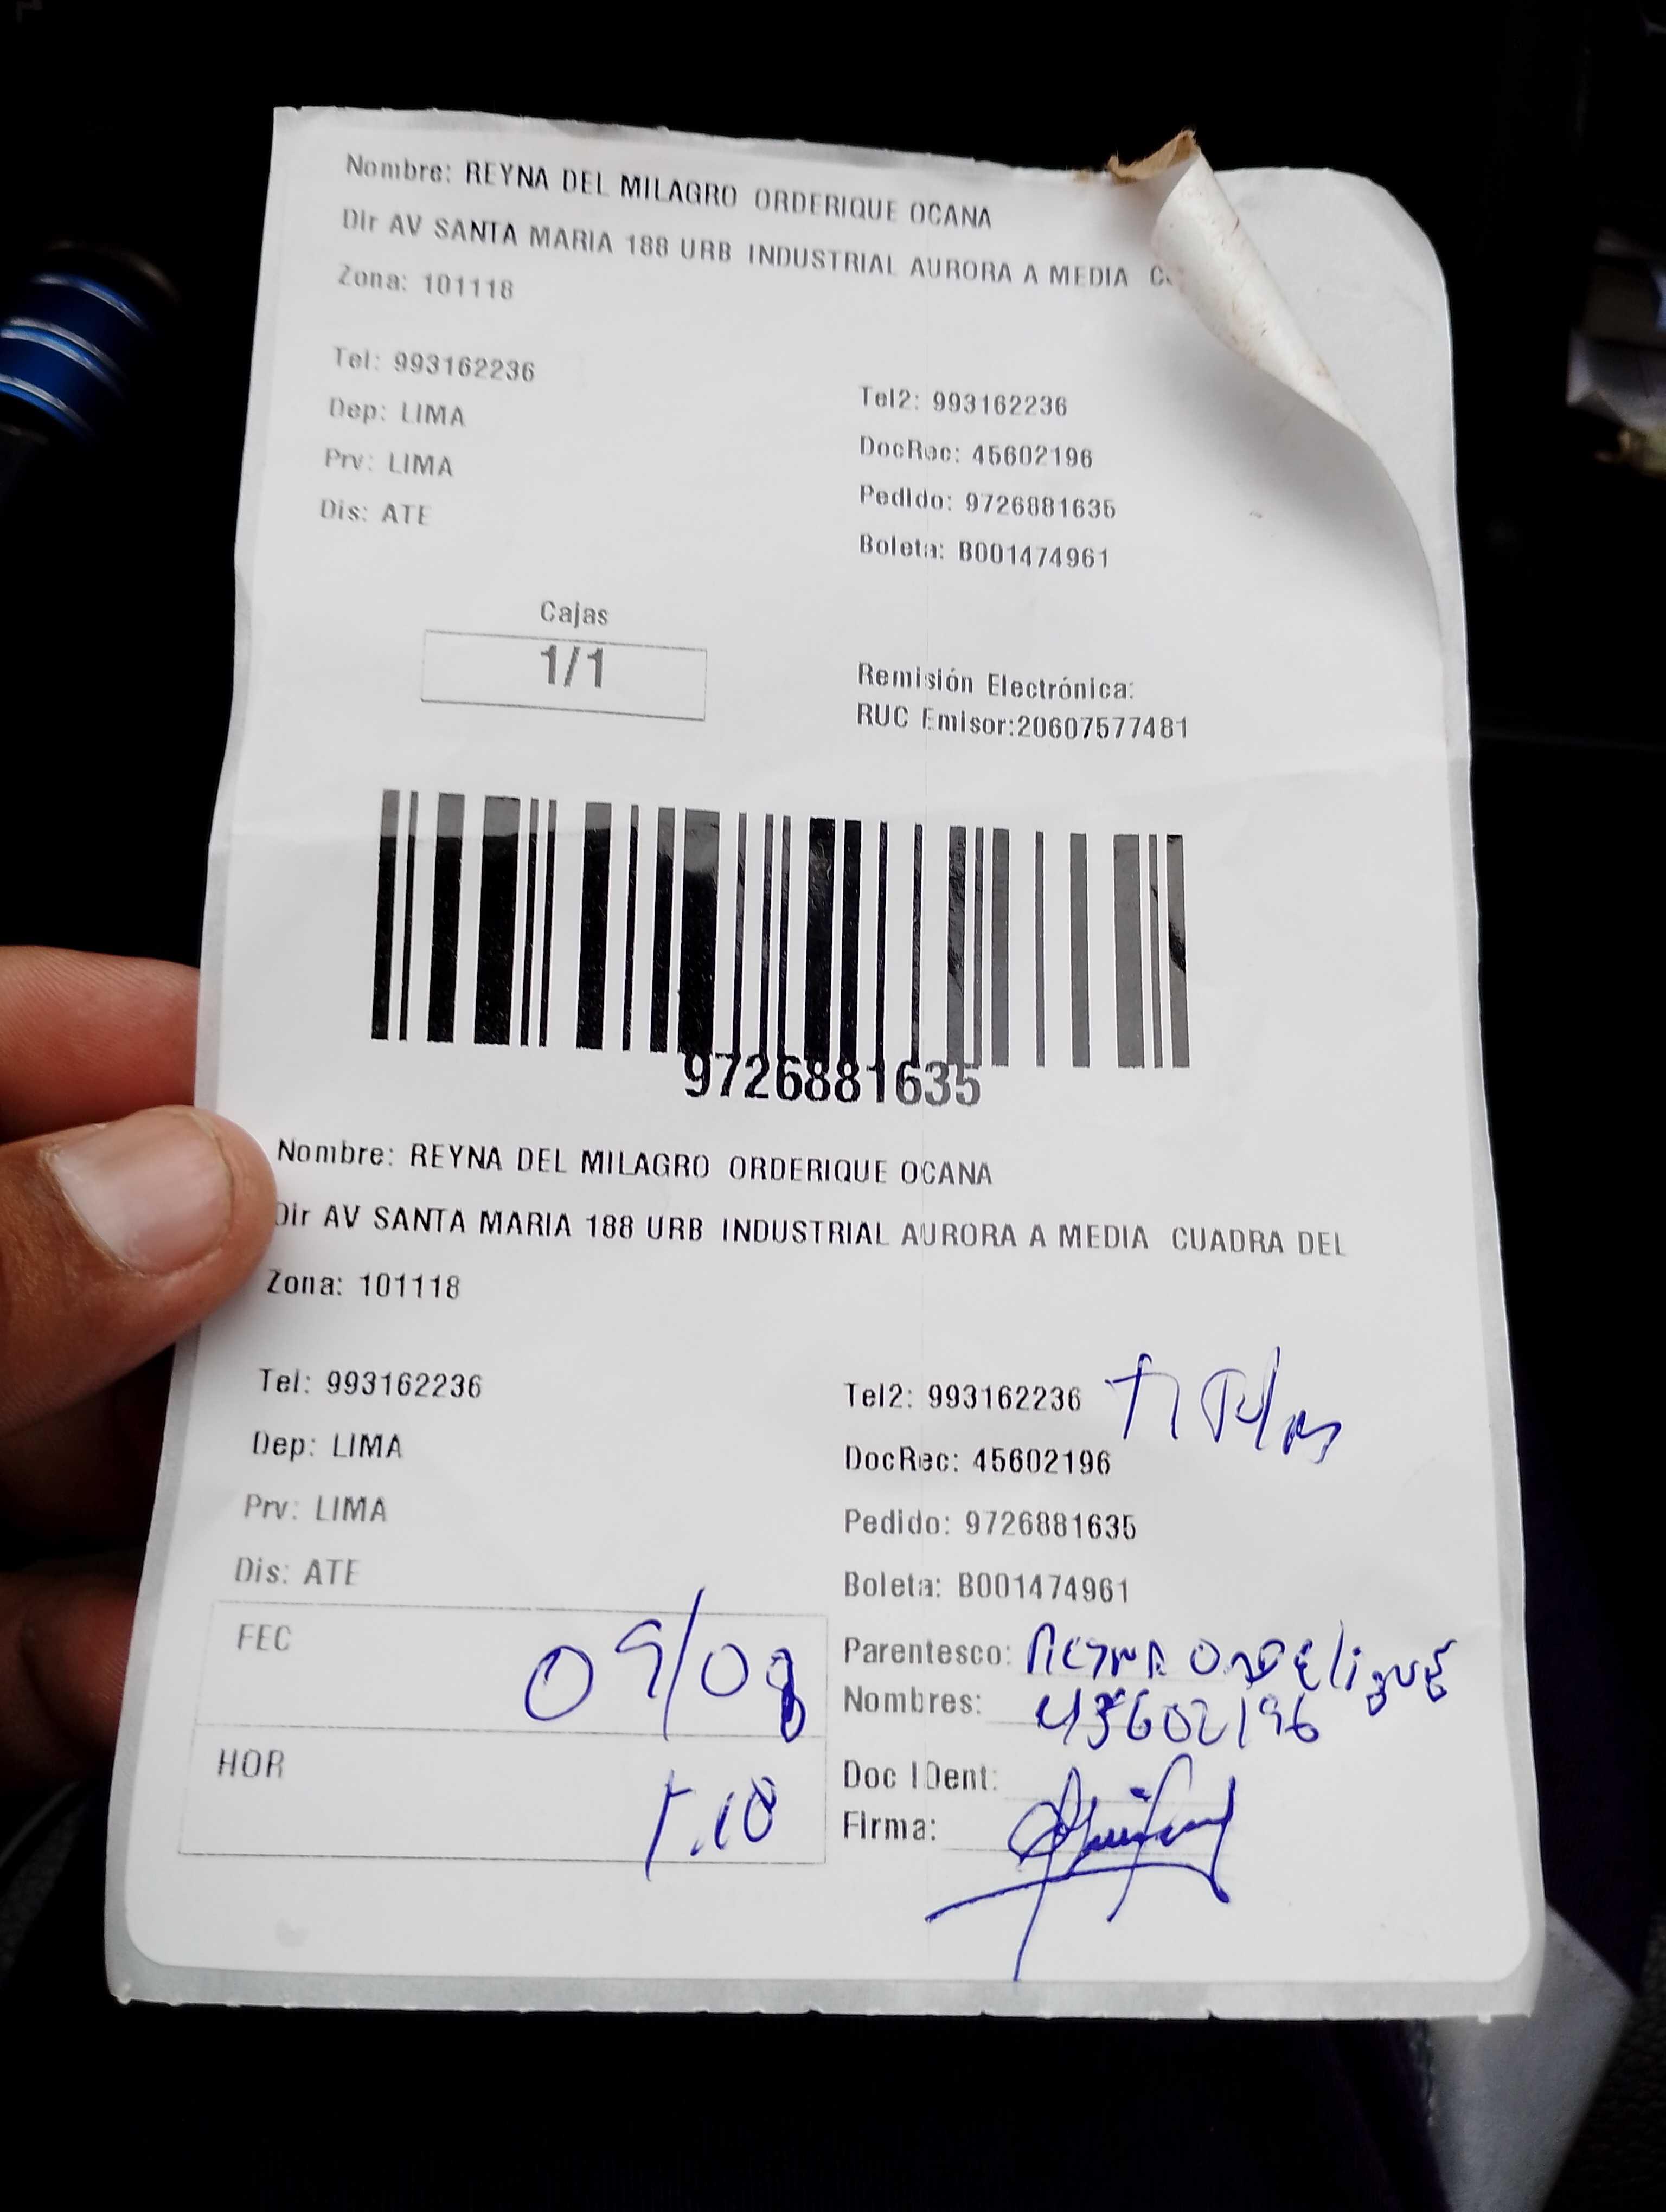 Nombre: REYNA DEL MILAGRO ORDERIQUE OCANA
Dir AV SANTA MARIA 188 URB INDUSTRIAL AURORA A MEDIA
Zona: 101118
Tel: 993162236
Tel2: 993162236
Dep: LIMA
DocRec: 45602196
Prv: LIMA
Pedido: 9726881635
Dis: ATE
Boleta: B001474961
Cajas
1/1
Remisión Electrónica:
RUC Emisor:20607577481
9726881635
Nombre: REYNA DEL MILAGRO ORDERIQUE OCANA
Dir AV SANTA MARIA 188 URB INDUSTRIAL AURORA A MEDIA CUADRA DEL
Zona: 101118
Tel: 993162236
Tel2: 993162236
Dep: LIMA
DocRec: 45602196
Prv: LIMA
Pedido: 9726881635
Dis: ATE
Boleta: B001474961
FEC 09/08
Parentesco: REYNA
Nombres: 45602196
HOR
Doc IDent:
Firma: